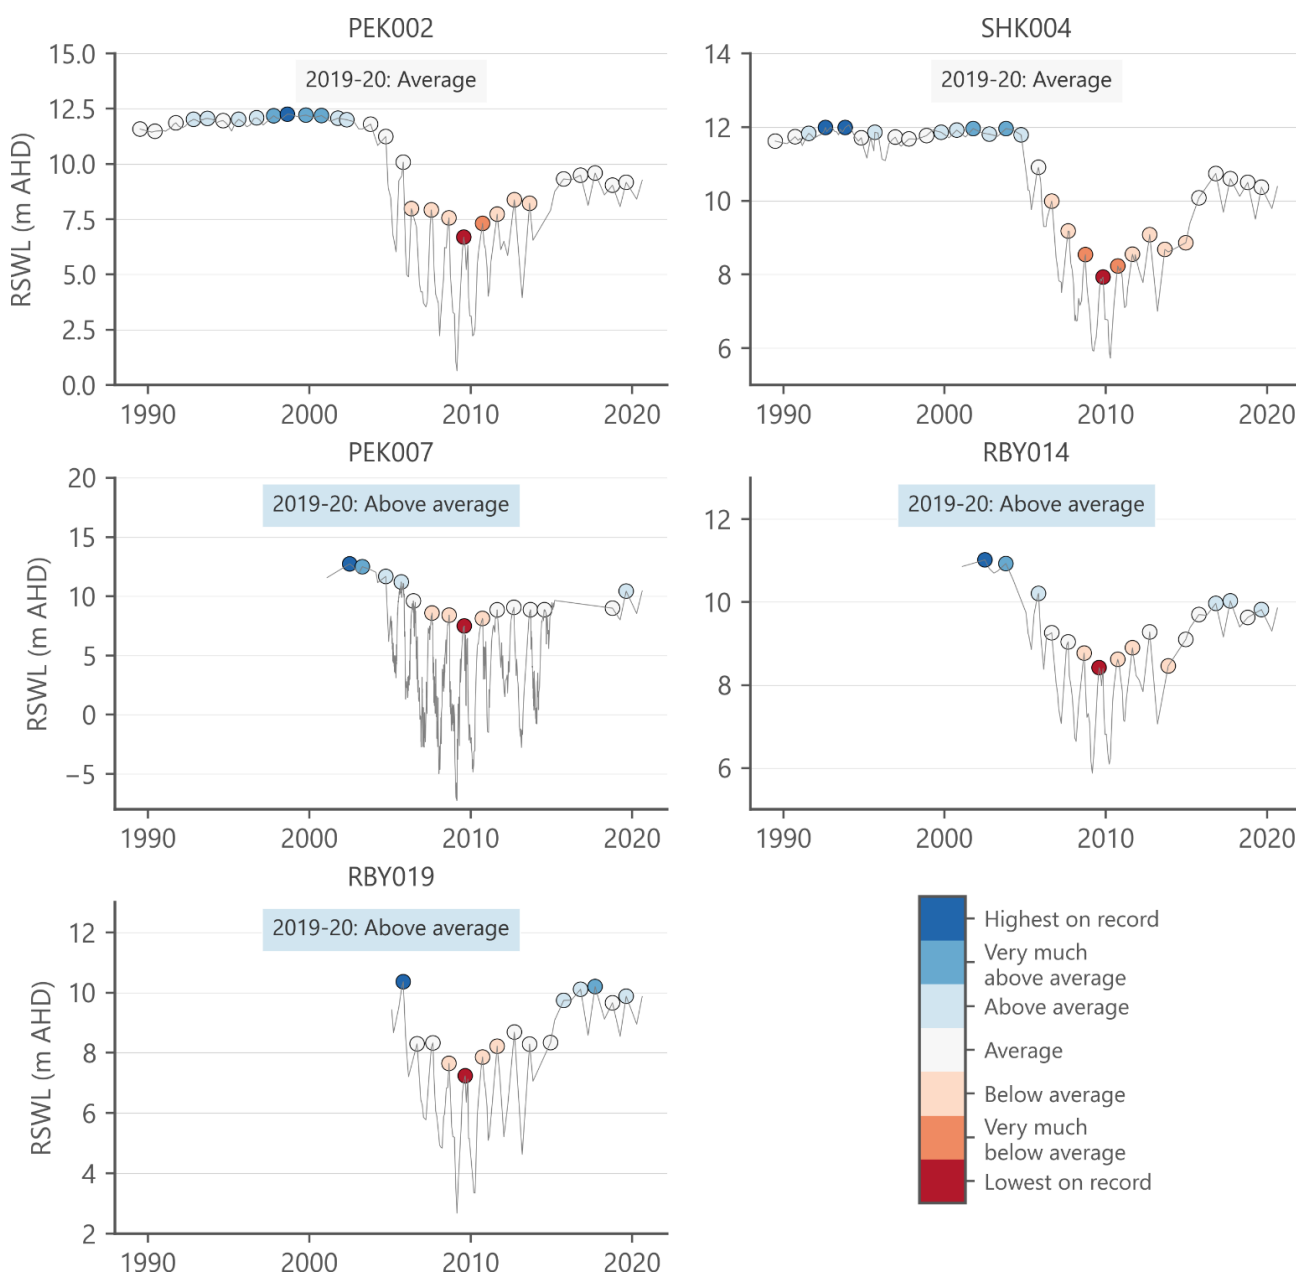 PEK002
2019-20: Average
RSWL (m AHD)
15.0
12.5
10.0
7.5
5.0
2.5
0.0
1990 2000 2010 2020
SHK004
2019-20: Average
14
12
10
8
6
1990 2000 2010 2020
PEK007
2019-20: Above average
RSWL (m AHD)
20
15
10
5
0
−5
1990 2000 2010 2020
RBY014
2019-20: Above average
12
10
8
6
1990 2000 2010 2020
RBY019
2019-20: Above average
RSWL (m AHD)
12
10
8
6
4
2
1990 2000 2010 2020
Highest on record
Very much
above average
Above average
Average
Below average
Very much
below average
Lowest on record